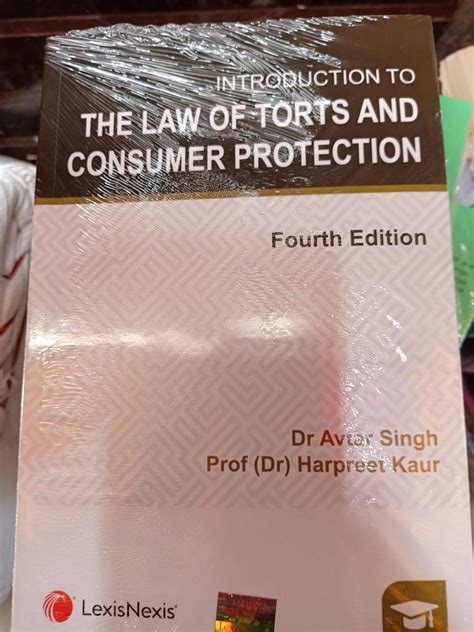 INTRODUCTION TO
THE LAW OF TORTS AND
CONSUMER PROTECTION
Fourth Edition
Dr Avtar Singh
Prof (Dr) Harpreet Kaur
LexisNexis®